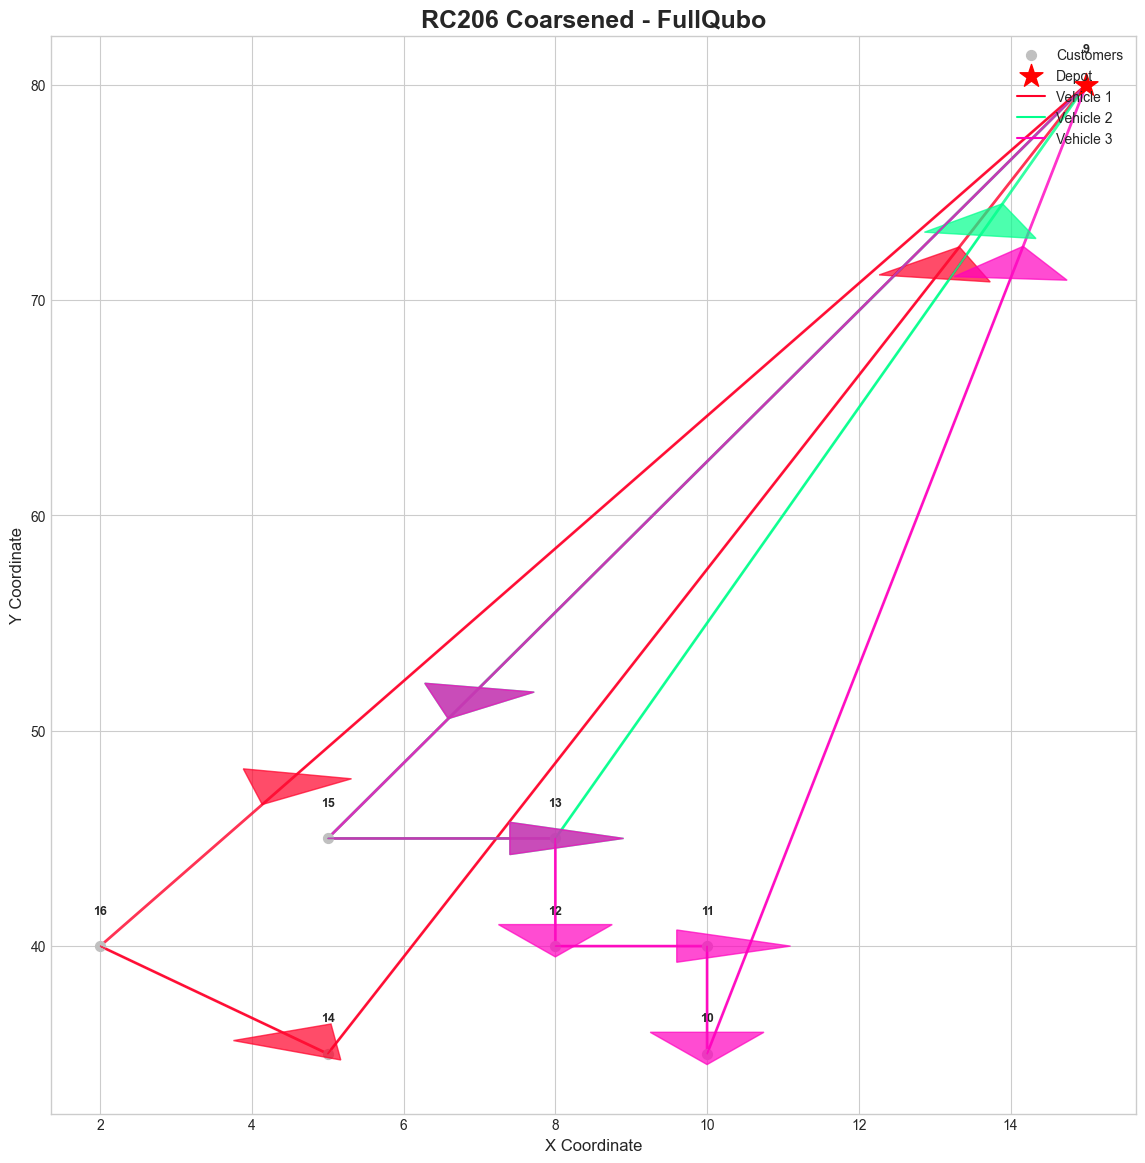 RC206 Coarsened - FullQubo
9
Customers
Depot
Vehicle 1
Vehicle 2
Vehicle 3
80
70
60
50
40
Y Coordinate
15
13
16
12
11
14
10
2
4
6
8
10
12
14
X Coordinate